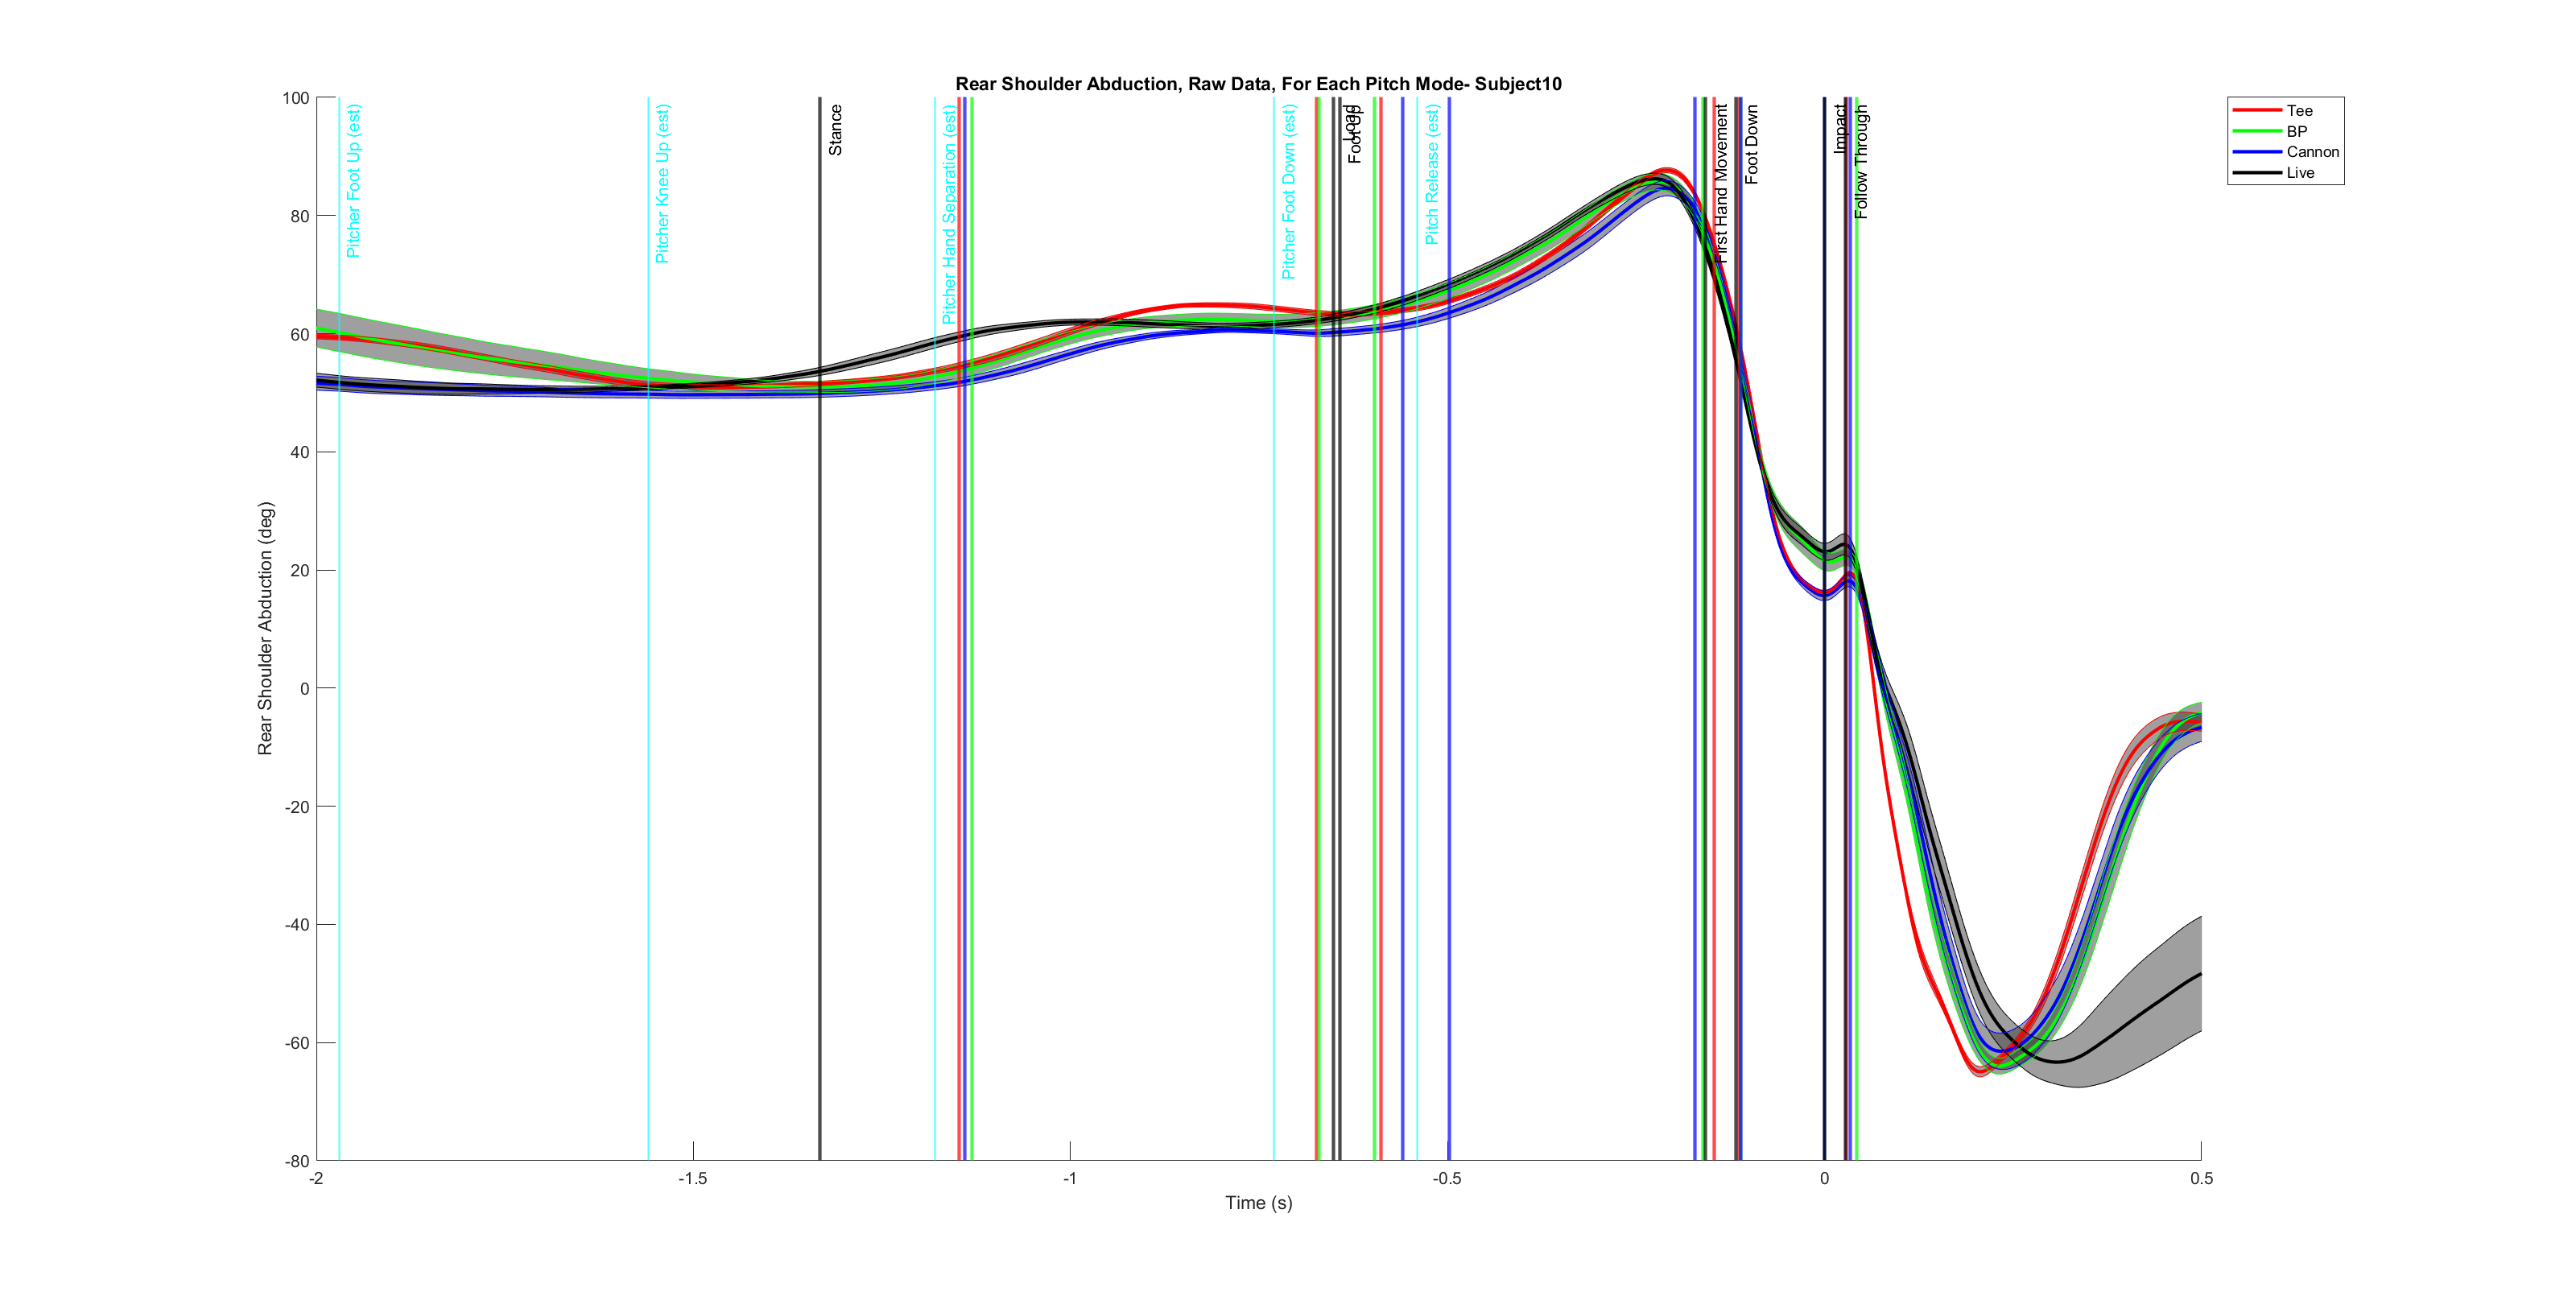 Rear Shoulder Abduction, Raw Data, For Each Pitch Mode- Subject10
100
80
60
40
20
0
-20
-40
-60
-80
Rear Shoulder Abduction (deg)
Pitcher Foot Up (est)
Pitcher Knee Up (est)
Stance
Pitcher Hand Separation (est)
Pitcher Foot Down (est)
Load
Foot Up
Pitch Release (est)
First Hand Movement
Foot Down
Impact
Follow Through
Tee
BP
Cannon
Live
-2
-1.5
-1
-0.5
0
0.5
Time (s)